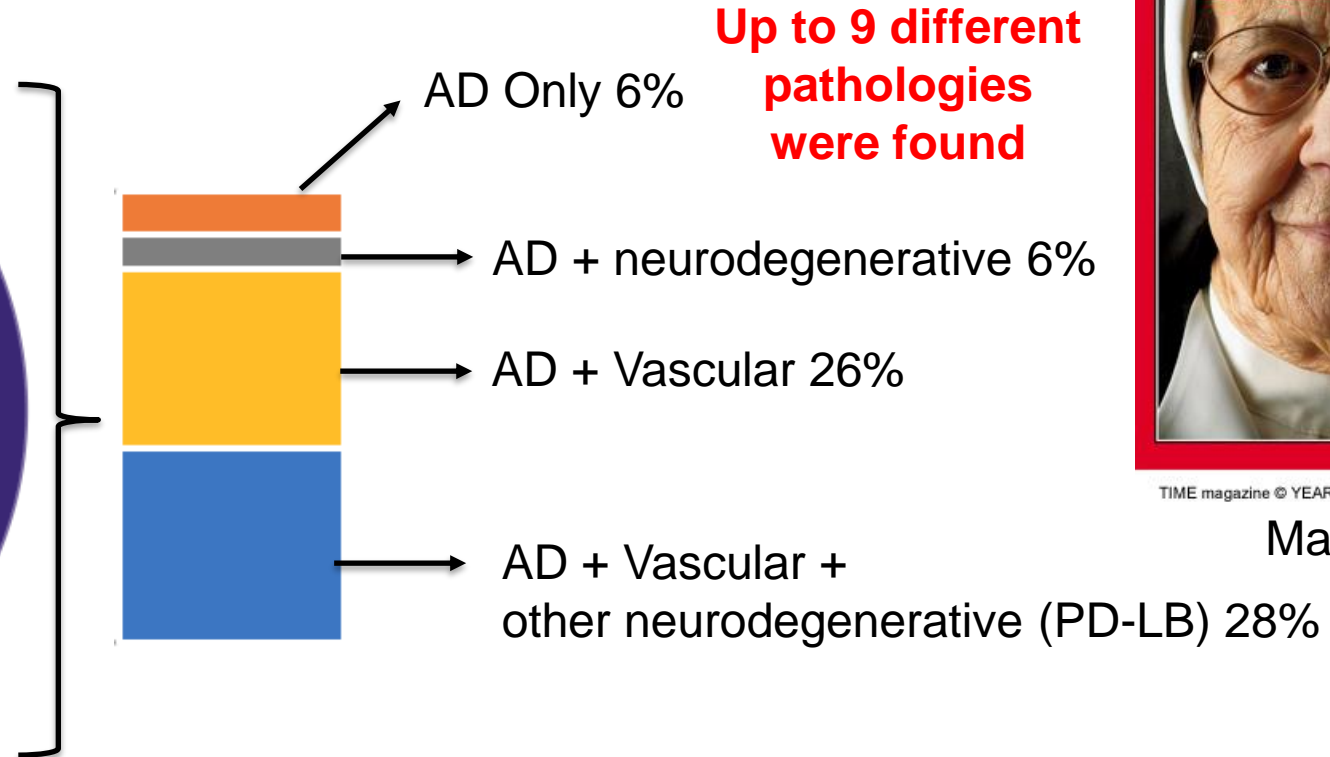 Up to 9 different
pathologies
were found
AD Only 6%
AD + neurodegenerative 6%
AD + Vascular 26%
AD + Vascular +
other neurodegenerative (PD-LB) 28%
TIME magazine © YEAR
Ma